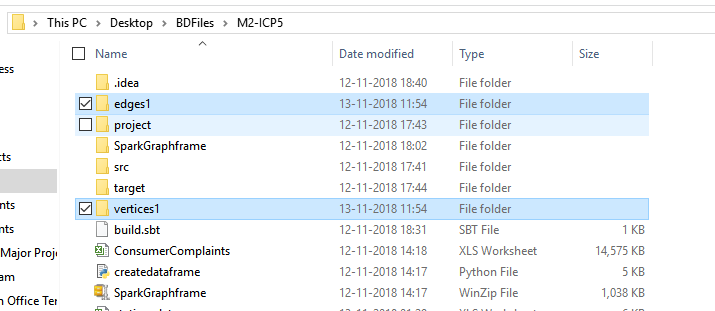 This PC > Desktop > BDFiles > M2-ICP5
Name Date modified Type Size
.idea 12-11-2018 18:40 File folder
ess
edges1 13-11-2018 11:54 File folder
project 12-11-2018 17:43 File folder
SparkGraphframe 12-11-2018 18:02 File folder
cts
src 12-11-2018 17:41 File folder
target 12-11-2018 17:44 File folder
nts
vertices1 13-11-2018 11:54 File folder
nts
build.sbt 12-11-2018 18:31 SBT File 1 KB
Major Proje
ConsumerComplaints 12-11-2018 14:18 XLS Worksheet 14,575 KB
am
createdataframe 12-11-2018 14:17 Python File 5 KB
n Office Ter
SparkGraphframe 12-11-2018 14:17 WinZip File 1,038 KB